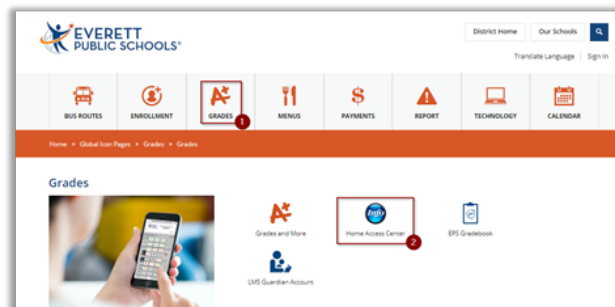 EVERETT
PUBLIC SCHOOLS®
District Home
Our Schools
Translate Language | Sign In
BUS ROUTES
ENROLLMENT
GRADES
1
MENUS
PAYMENTS
REPORT
TECHNOLOGY
CALENDAR
Home » Global Icon Pages » Grades » Grades
Grades
A+
Grades and More
info
Home Access Center
2
EPS Gradebook
LMS Guardian Account